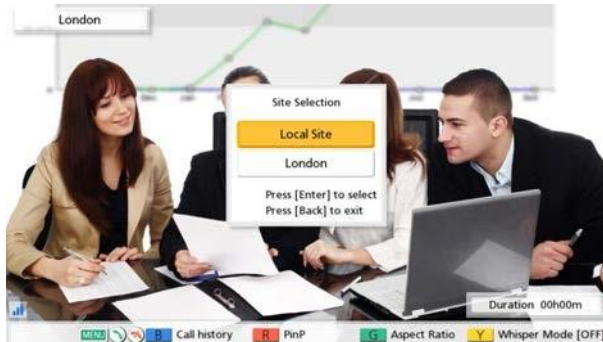 London
Site Selection
Local Site
London
Press [Enter] to select
Press [Back] to exit
Duration 00h00m
MENU B Call history R PinP G Aspect Ratio Y Whisper Mode [OFF]